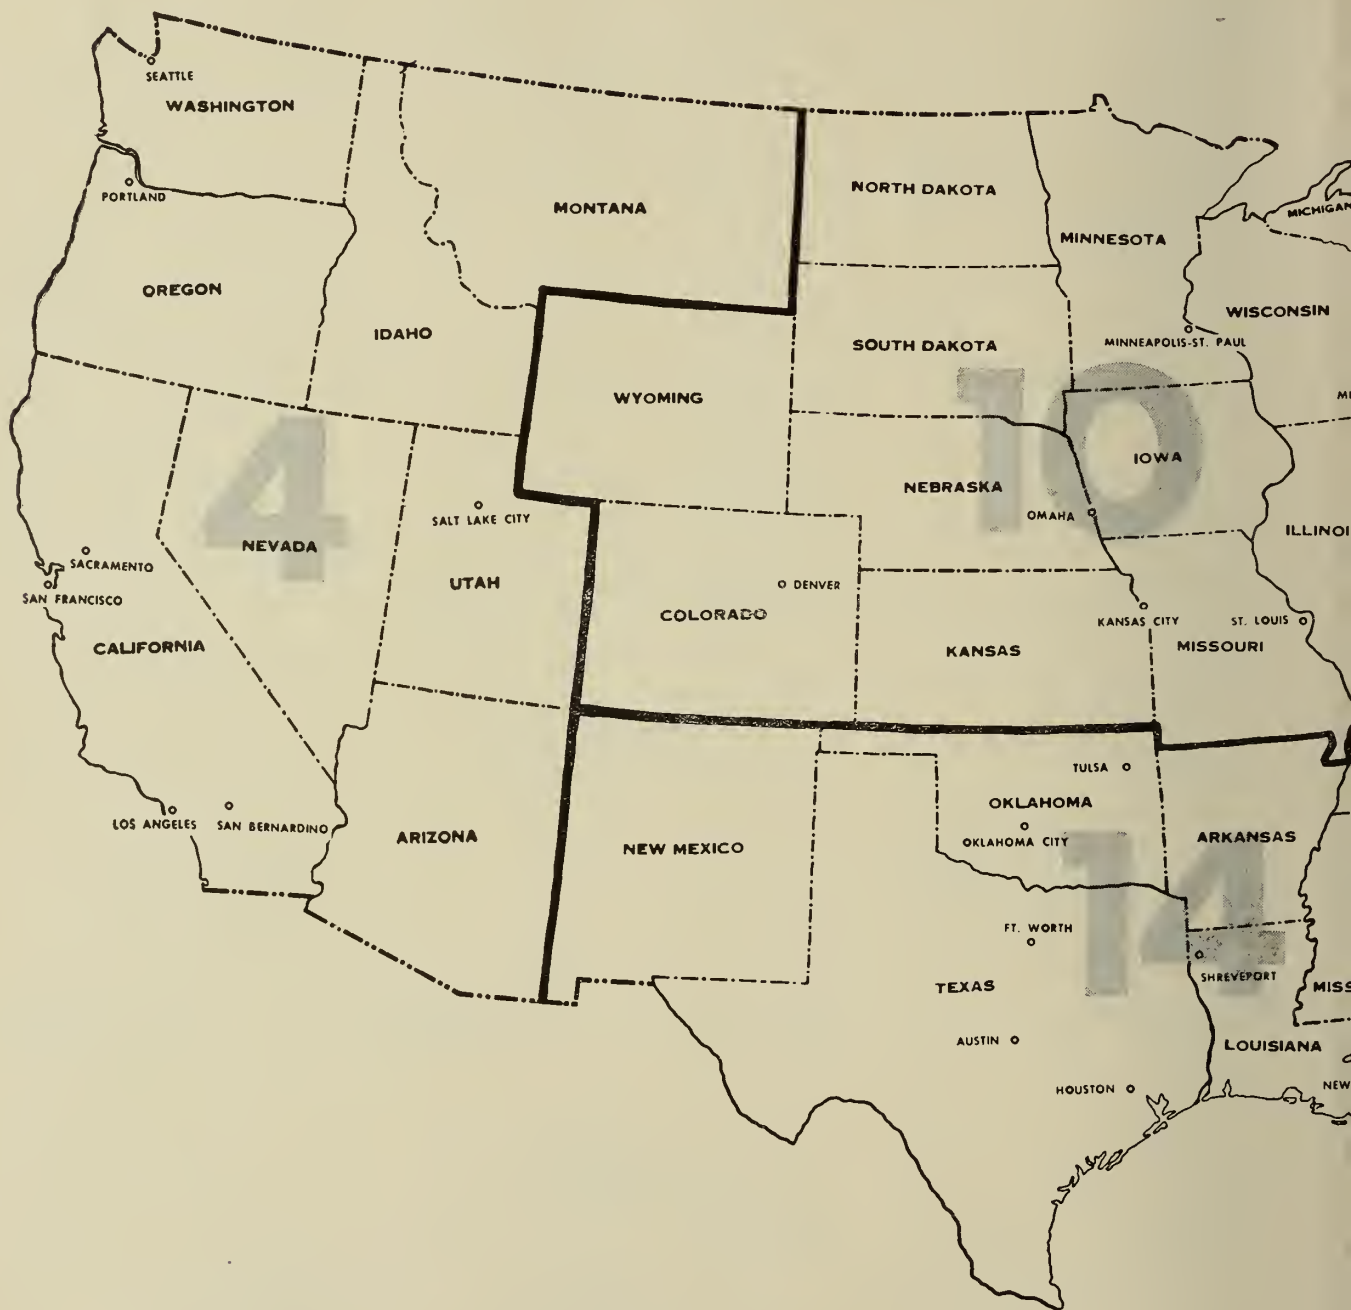 SEATTLE
WASHINGTON
PORTLAND
OREGON
IDAHO
MONTANA
NORTH DAKOTA
MINNESOTA
MICHIGAN
WISCONSIN
SOUTH DAKOTA
MINNEAPOLIS-ST. PAUL
WYOMING
4
10
NEBRASKA
IOWA
OMAHA
ILLINOI
SALT LAKE CITY
NEVADA
UTAH
SACRAMENTO
SAN FRANCISCO
CALIFORNIA
COLORADO
DENVER
KANSAS
KANSAS CITY
ST. LOUIS
MISSOURI
LOS ANGELES
SAN BERNARDINO
ARIZONA
NEW MEXICO
TULSA
OKLAHOMA
OKLAHOMA CITY
ARKANSAS
14
FT. WORTH
SHREVEPORT
TEXAS
MISS
AUSTIN
LOUISIANA
HOUSTON
NEW